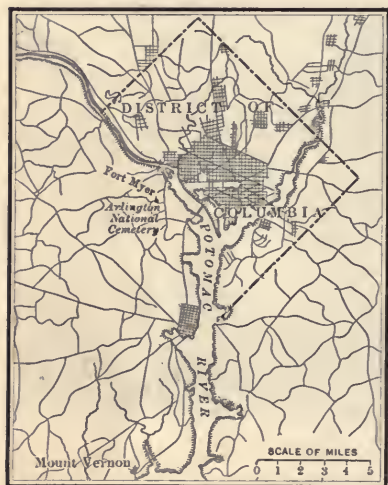 DISTRICT OF
COLUMBIA
Fort Myer
Arlington
National
Cemetery
POTOMAC
RIVER
Mount Vernon
SCALE OF MILES
0 1 2 3 4 5